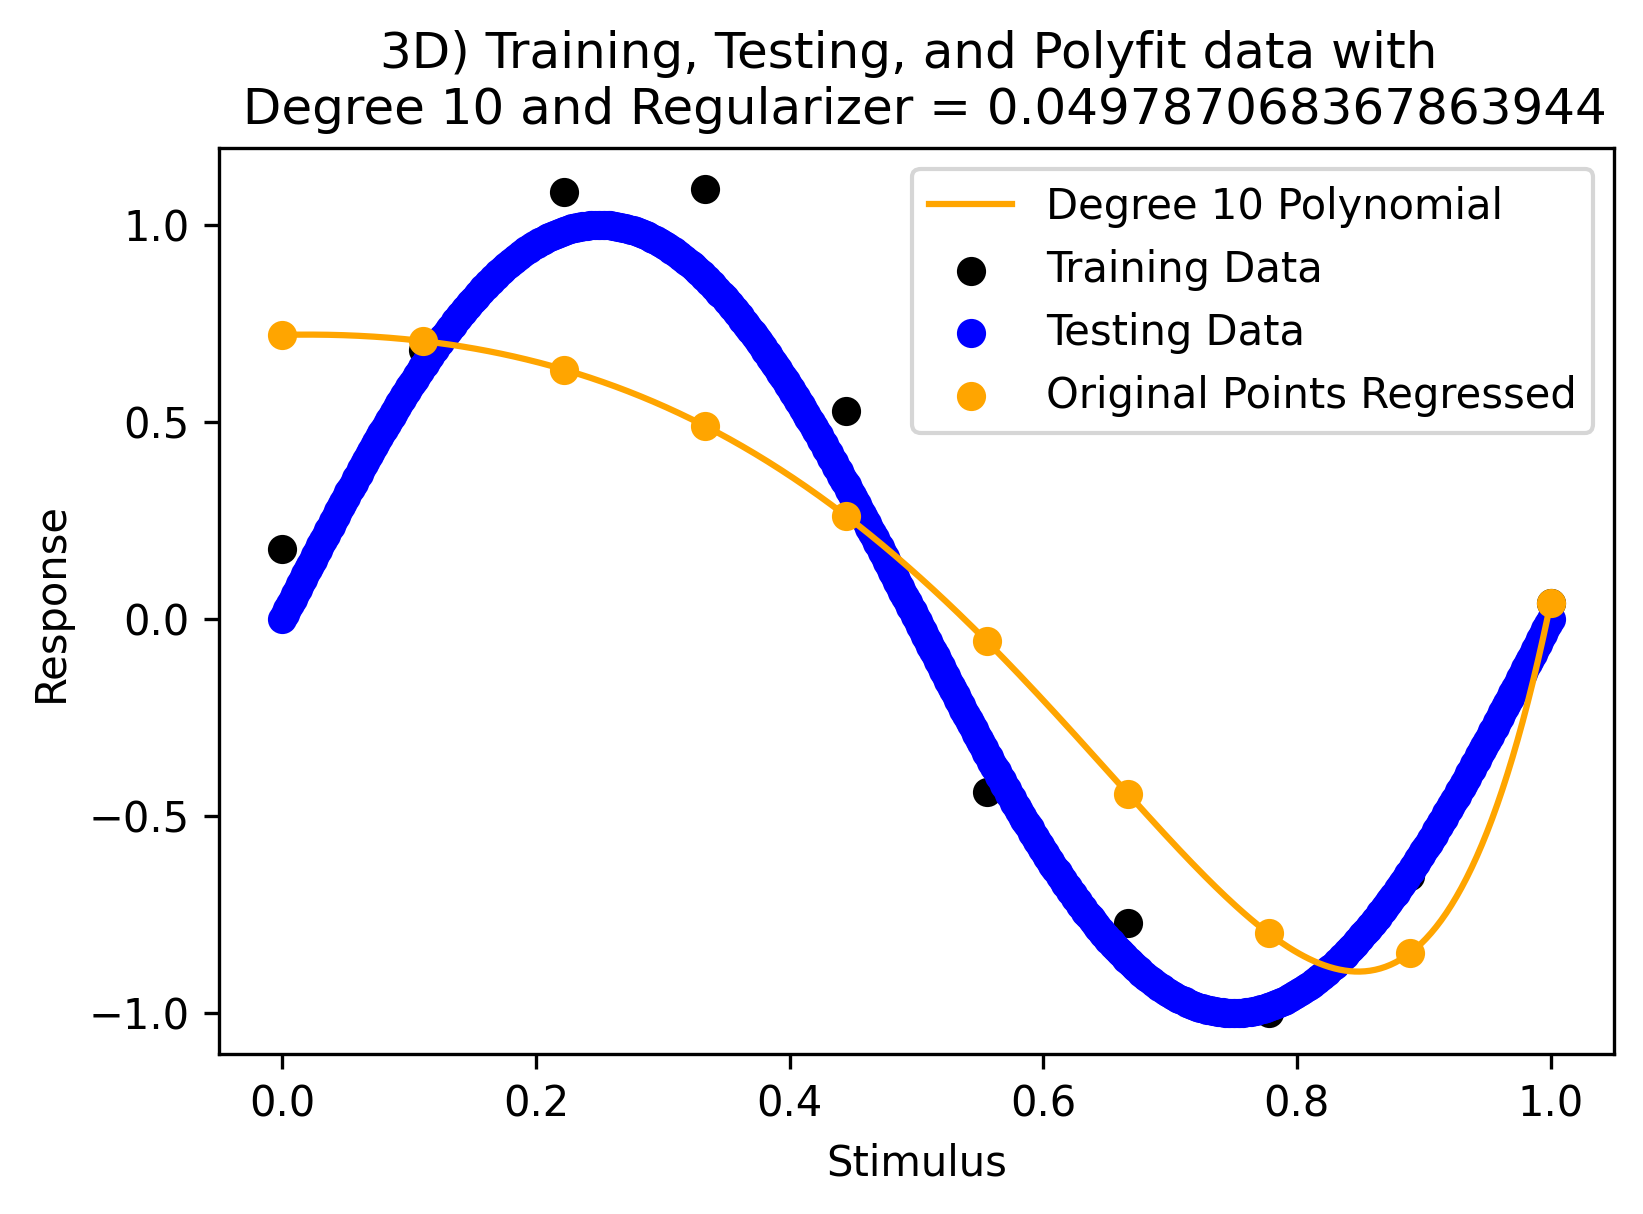 3D) Training, Testing, and Polyfit data with
Degree 10 and Regularizer = 0.049787068367863944
Degree 10 Polynomial
Training Data
Testing Data
Original Points Regressed
1.0
0.5
0.0
−0.5
−1.0
Response
0.0 0.2 0.4 0.6 0.8 1.0
Stimulus